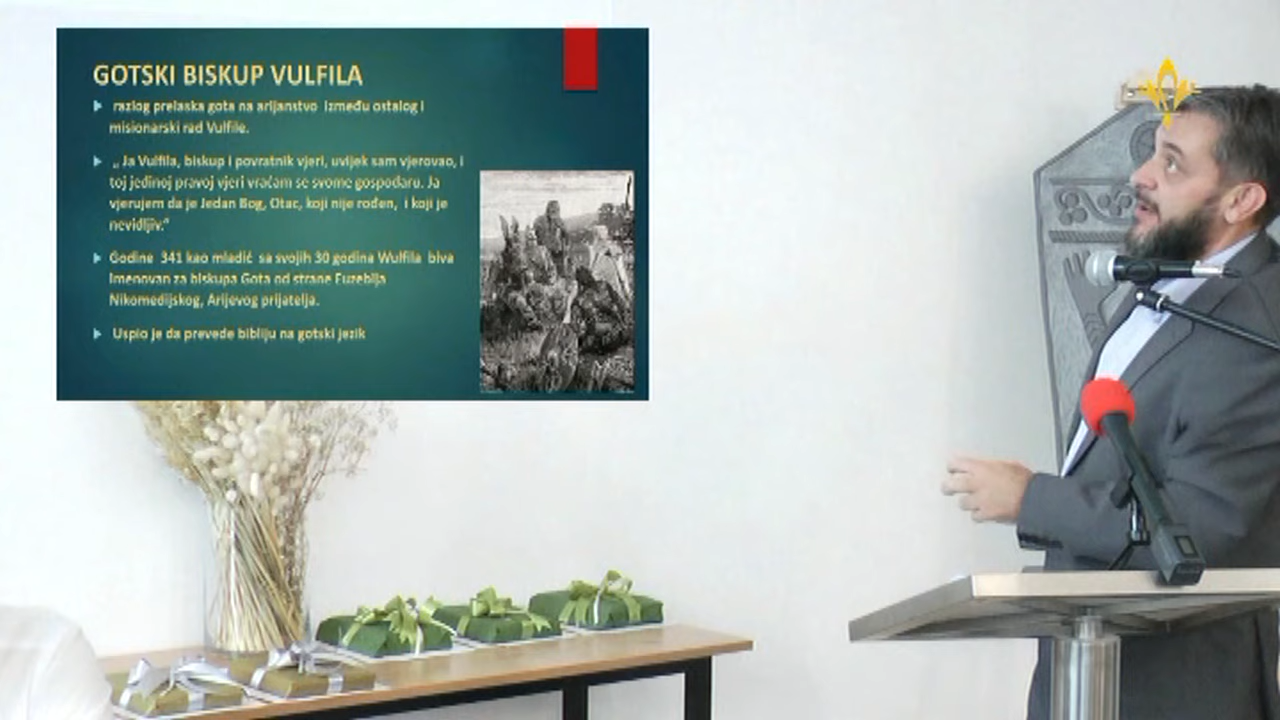 GOTSKI BISKUP VULFILA
razlog prelaska gota na arijanstvo između ostalog i
misionarski rad Vulfile.
„ Ja Vulfila, biskup i povratnik vjeri, uvijek sam vjerovao, i
toj jedinoj pravoj vjeri vraćam se svome gospodaru. Ja
vjerujem da je Jedan Bog, Otac, koji nije rođen, i koji je
nevidljiv.“
Godine 341 kao mladić sa svojih 30 godina Wulfila biva
imenovan za biskupa Gota od strane Euzebija
Nikomedijskog, Arijevog prijatelja.
Uspio je da prevede bibliju na gotski jezik